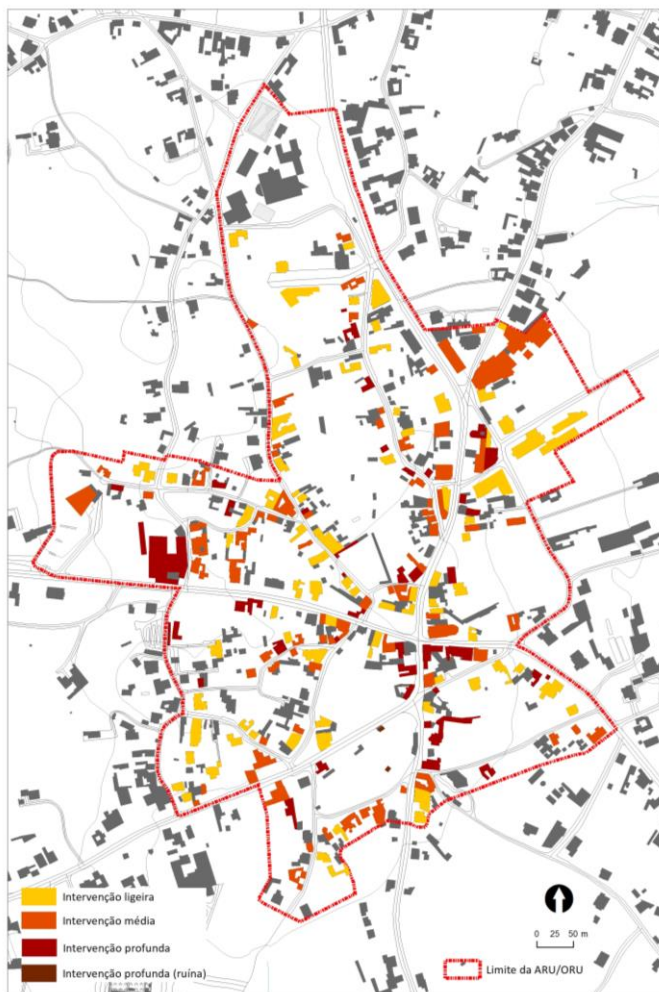 Intervenção ligeira
Intervenção média
Intervenção profunda
Intervenção profunda (ruína)
0 25 50 m
Limite da ARU/ORU